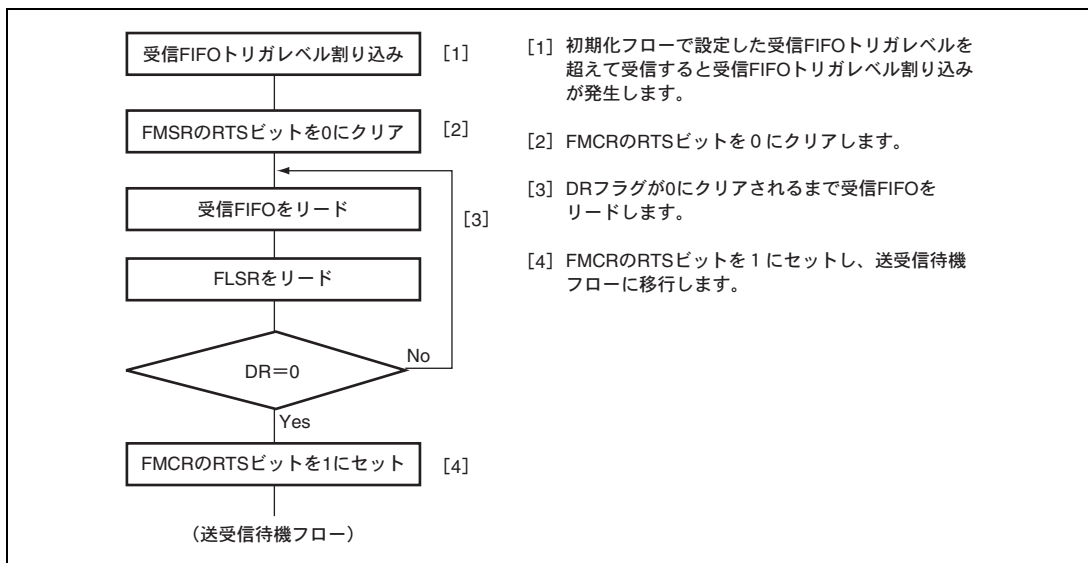 受信FIFOトリガレベル割り込み [1]
FMSRのRTSビットを0にクリア [2]
受信FIFOをリード
[3]
FLSRをリード
DR＝0
No
Yes
FMCRのRTSビットを1にセット [4]
（送受信待機フロー）
[1] 初期化フローで設定した受信FIFOトリガレベルを
超えて受信すると受信FIFOトリガレベル割り込み
が発生します。
[2] FMCRのRTSビットを 0 にクリアします。
[3] DRフラグが0にクリアされるまで受信FIFOを
リードします。
[4] FMCRのRTSビットを 1 にセットし、送受信待機
フローに移行します。